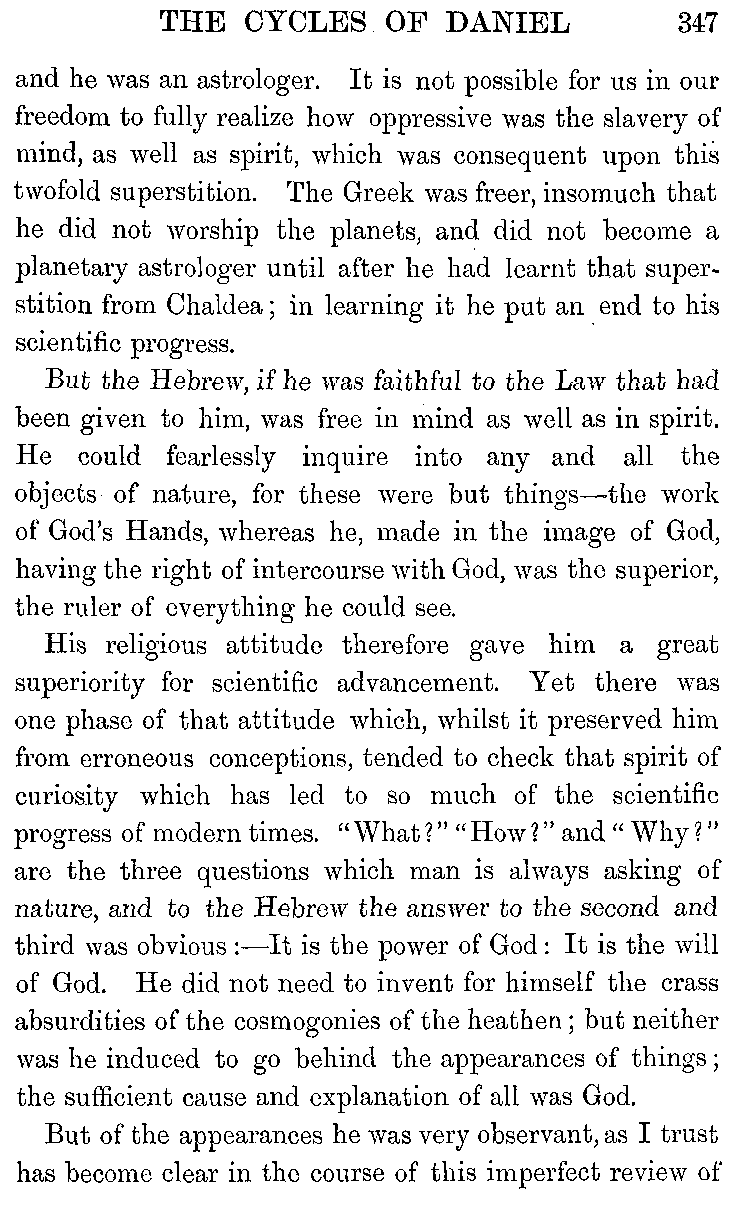 THE CYCLES OF DANIEL 347
and he was an astrologer. It is not possible for us in our
freedom to fully realize how oppressive was the slavery of
mind, as well as spirit, which was consequent upon this
twofold superstition. The Greek was freer, insomuch that
he did not worship the planets, and did not become a
planetary astrologer until after he had learnt that super-
stition from Chaldea; in learning it he put an end to his
scientific progress.
But the Hebrew, if he was faithful to the Law that had
been given to him, was free in mind as well as in spirit.
He could fearlessly inquire into any and all the
objects of nature, for these were but things—the work
of God's Hands, whereas he, made in the image of God,
having the right of intercourse with God, was the superior,
the ruler of everything he could see.
His religious attitude therefore gave him a great
superiority for scientific advancement. Yet there was
one phase of that attitude which, whilst it preserved him
from erroneous conceptions, tended to check that spirit of
curiosity which has led to so much of the scientific
progress of modern times. "What?" "How?" and "Why?"
are the three questions which man is always asking of
nature, and to the Hebrew the answer to the second and
third was obvious:—It is the power of God: It is the will
of God. He did not need to invent for himself the crass
absurdities of the cosmogonies of the heathen; but neither
was he induced to go behind the appearances of things;
the sufficient cause and explanation of all was God.
But of the appearances he was very observant, as I trust
has become clear in the course of this imperfect review of